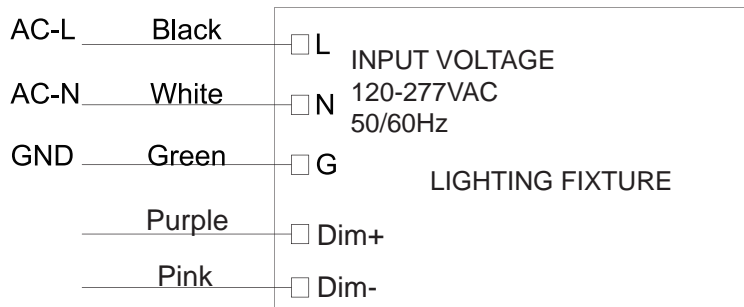 AC-L Black L
INPUT VOLTAGE
AC-N White N
120-277VAC
50/60Hz
GND Green G
LIGHTING FIXTURE
Purple Dim+
Pink Dim-